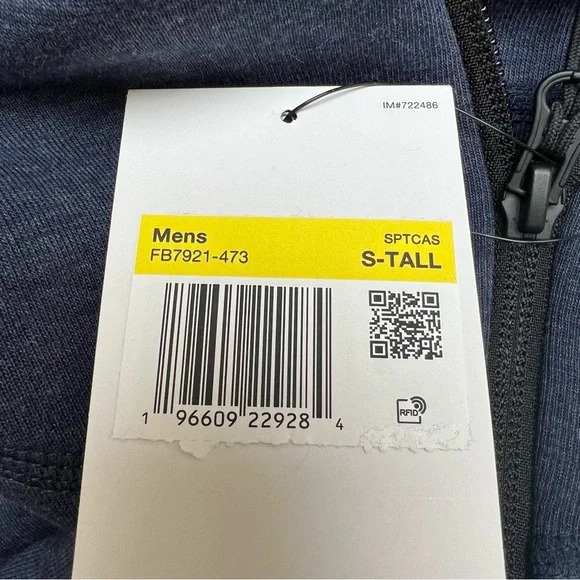 IM#722486
Mens SPTCAS
FB7921-473 S-TALL
RFID
1 96609 22928 4